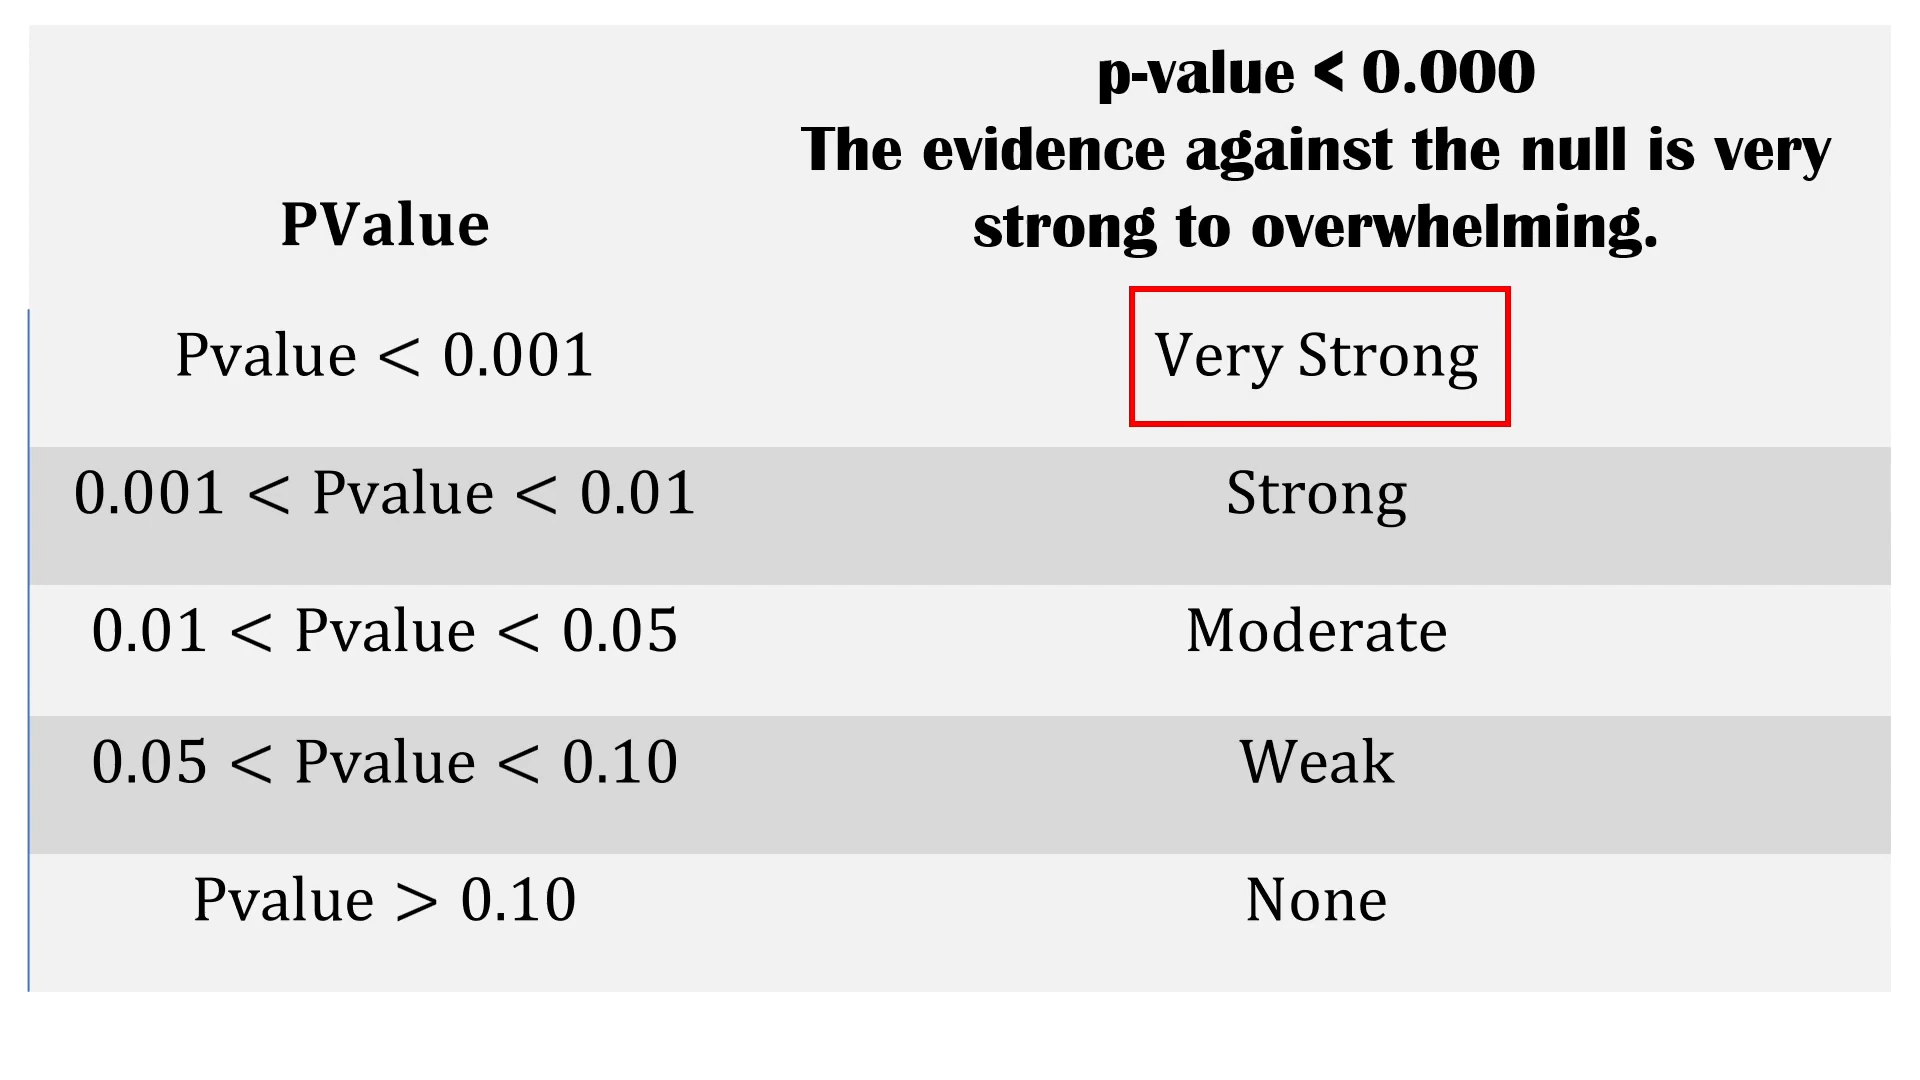 p-value < 0.000
The evidence against the null is very
strong to overwhelming.
PValue
Pvalue < 0.001 Very Strong
0.001 < Pvalue < 0.01 Strong
0.01 < Pvalue < 0.05 Moderate
0.05 < Pvalue < 0.10 Weak
Pvalue > 0.10 None